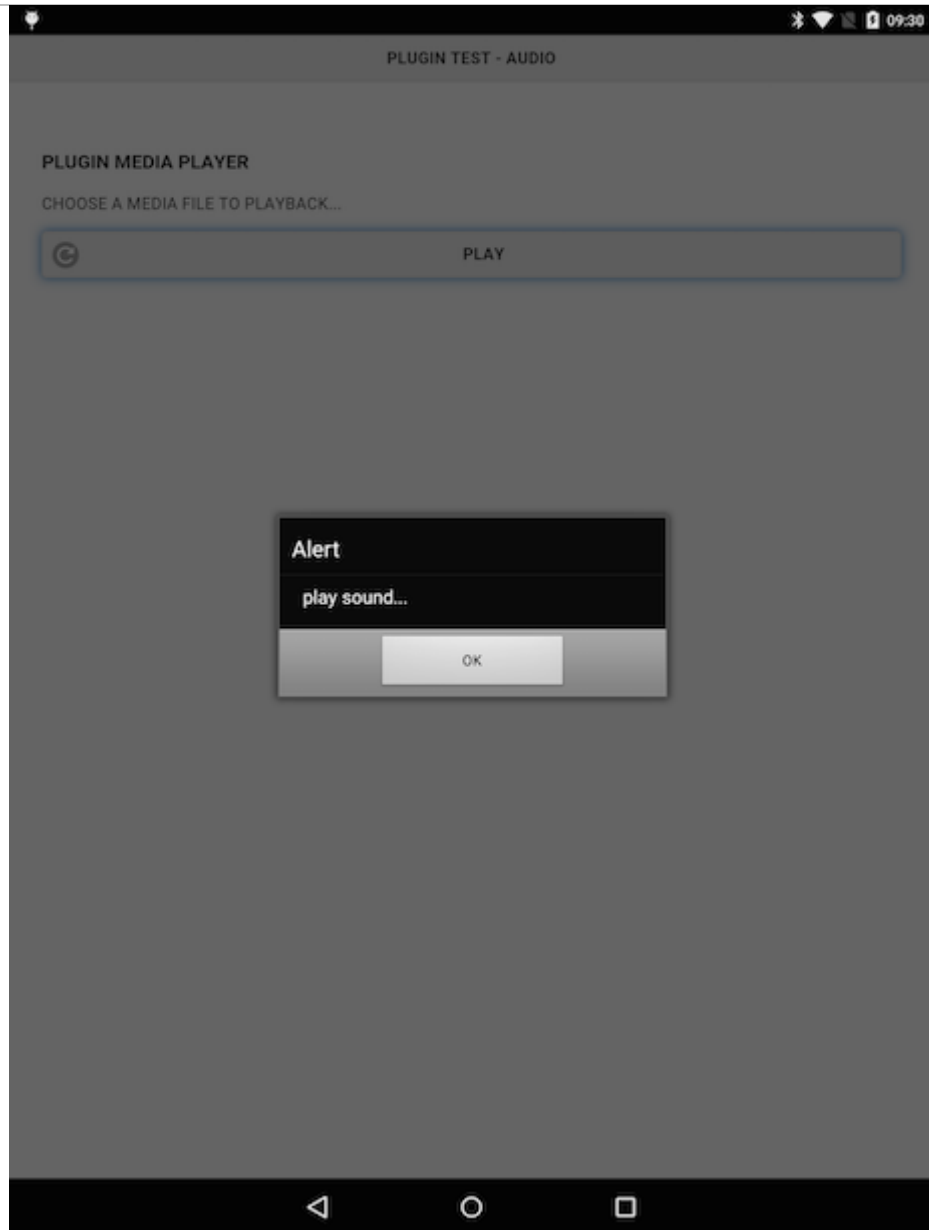 09:30
PLUGIN TEST - AUDIO
PLUGIN MEDIA PLAYER
CHOOSE A MEDIA FILE TO PLAYBACK...
PLAY
Alert
play sound...
OK